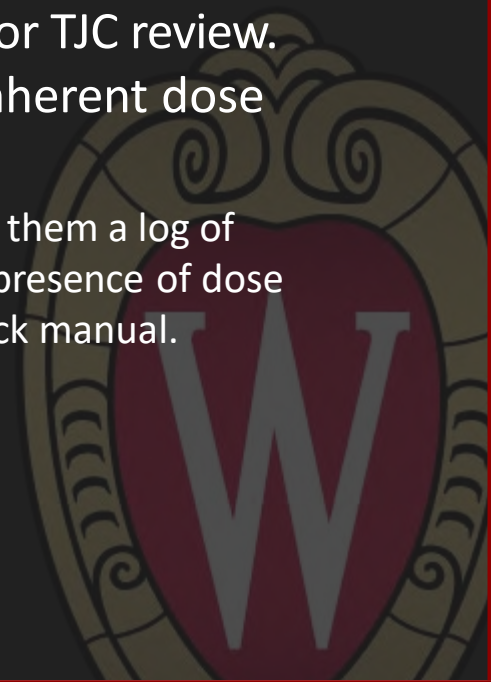 or TJC review.
nherent dose
them a log of
presence of dose
ck manual.
W